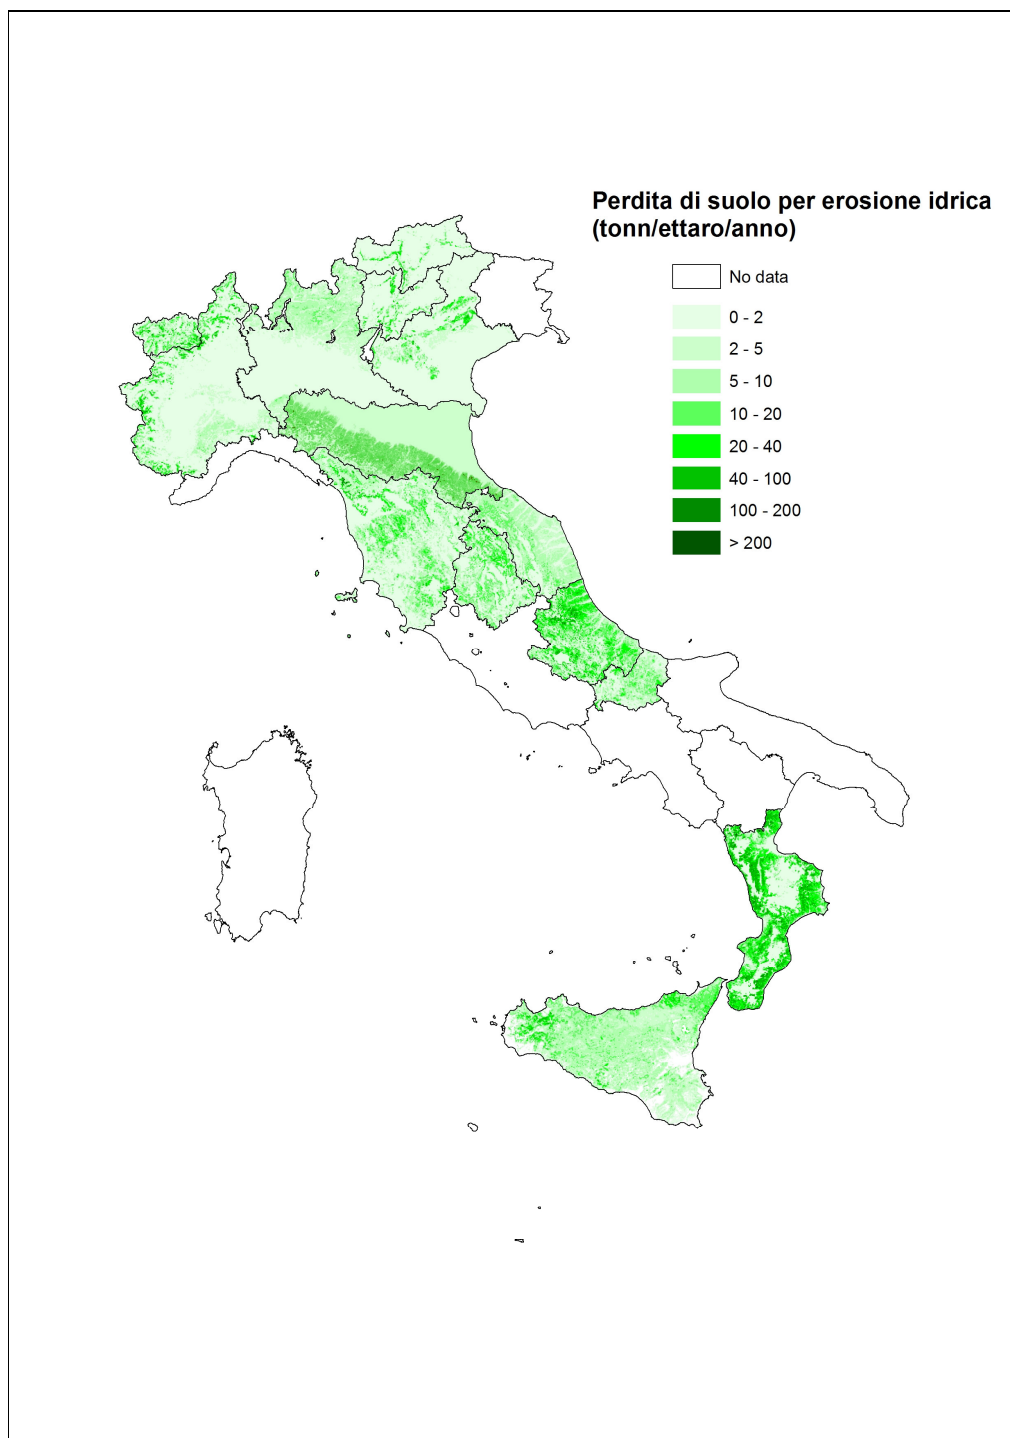 Perdita di suolo per erosione idrica
(tonn/ettaro/anno)
No data
0 - 2
2 - 5
5 - 10
10 - 20
20 - 40
40 - 100
100 - 200
> 200